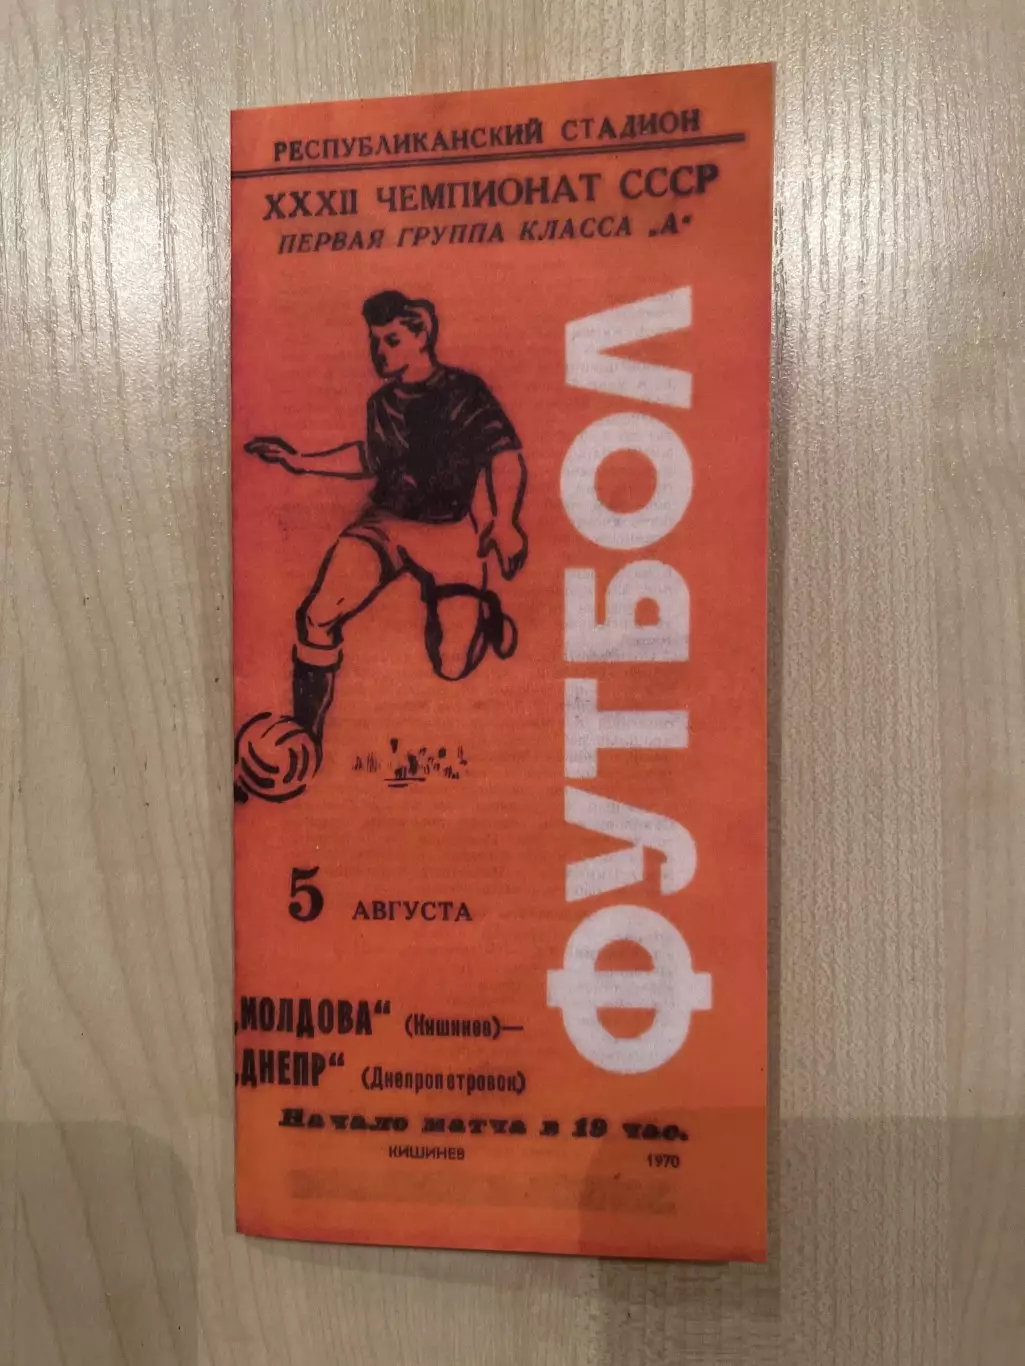 РЕСПУБЛИКАНСКИЙ СТАДИОН
XXXII ЧЕМПИОНАТ СССР
ПЕРВАЯ ГРУППА КЛАССА „А“
ФУТБОЛ
5 АВГУСТА
„МОЛДОВА“ (Кишинев)—
„ДНЕПР“ (Днепропетровск)
Начало матча в 19 час.
КИШИНЕВ 1970